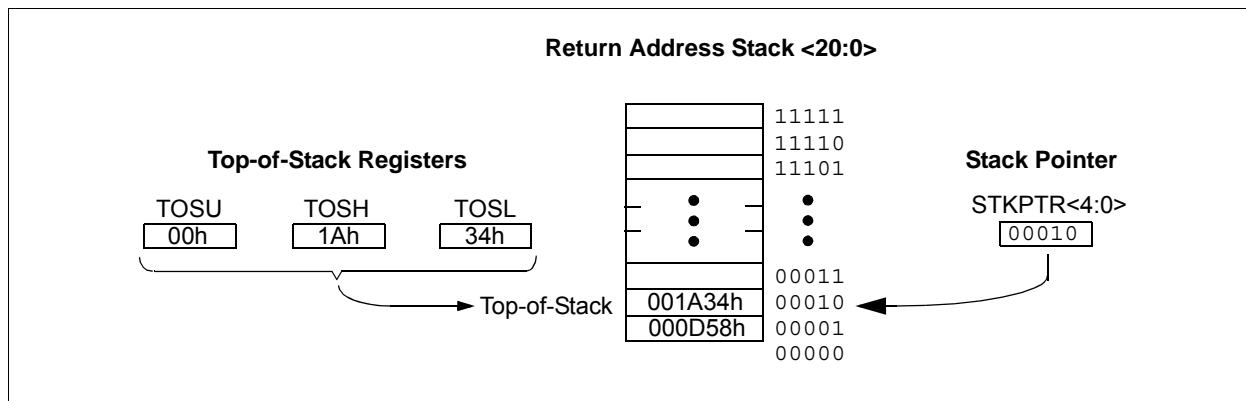 Return Address Stack <20:0>
11111
11110
Top-of-Stack Registers
11101
Stack Pointer
TOSU TOSH TOSL
STKPTR<4:0>
00h 1Ah 34h
00010
00011
Top-of-Stack 001A34h 00010
000D58h 00001
00000